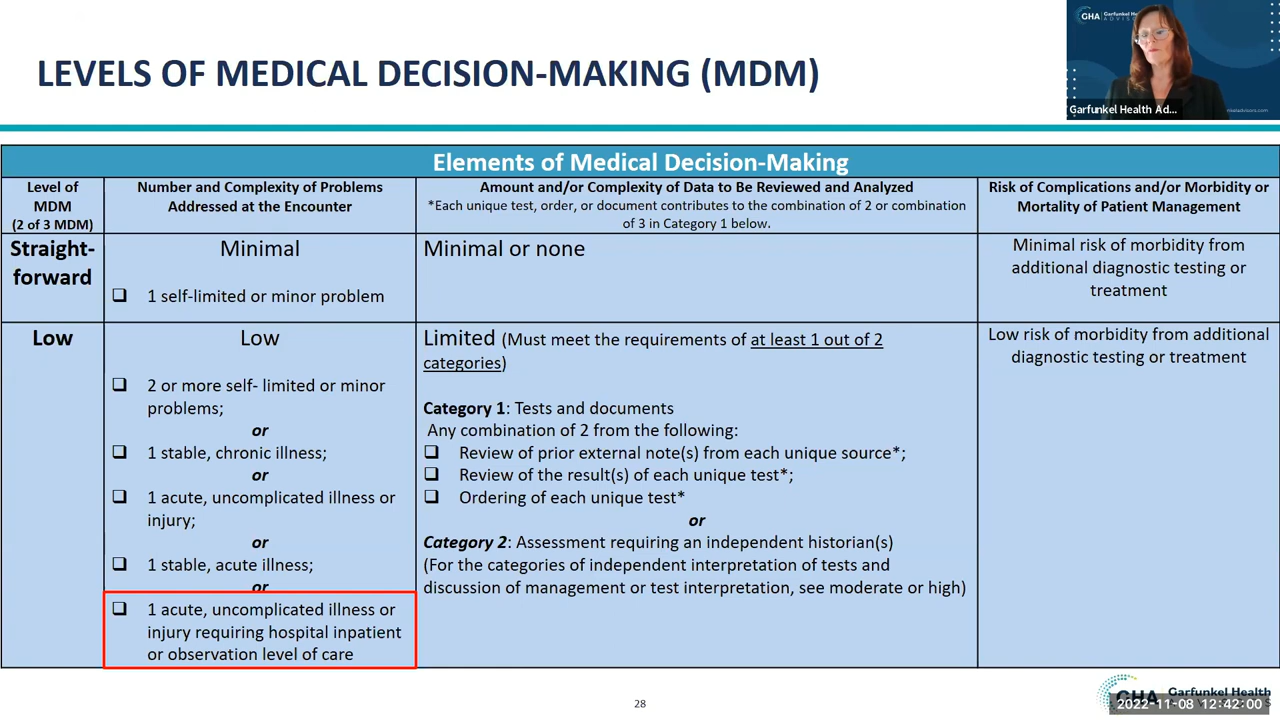 LEVELS OF MEDICAL DECISION-MAKING (MDM)
GHA Garfunkel
Garfunkel Health Ad...
Elements of Medical Decision-Making
Level of
MDM
(2 of 3 MDM)
Number and Complexity of Problems
Addressed at the Encounter
Amount and/or Complexity of Data to Be Reviewed and Analyzed
*Each unique test, order, or document contributes to the combination of 2 or combination
of 3 in Category 1 below.
Risk of Complications and/or Morbidity or
Mortality of Patient Management
Straight-
forward
Minimal
1 self-limited or minor problem
Minimal or none
Minimal risk of morbidity from
additional diagnostic testing or
treatment
Low
Low
2 or more self- limited or minor
problems;
or
1 stable, chronic illness;
or
1 acute, uncomplicated illness or
injury;
or
1 stable, acute illness;
or
1 acute, uncomplicated illness or
injury requiring hospital inpatient
or observation level of care
Limited (Must meet the requirements of at least 1 out of 2
categories)
Category 1: Tests and documents
Any combination of 2 from the following:
Review of prior external note(s) from each unique source*;
Review of the result(s) of each unique test*;
Ordering of each unique test*
or
Category 2: Assessment requiring an independent historian(s)
(For the categories of independent interpretation of tests and
discussion of management or test interpretation, see moderate or high)
Low risk of morbidity from additional
diagnostic testing or treatment
28
GHA Garfunkel Health
2022-11-08 12:42:00